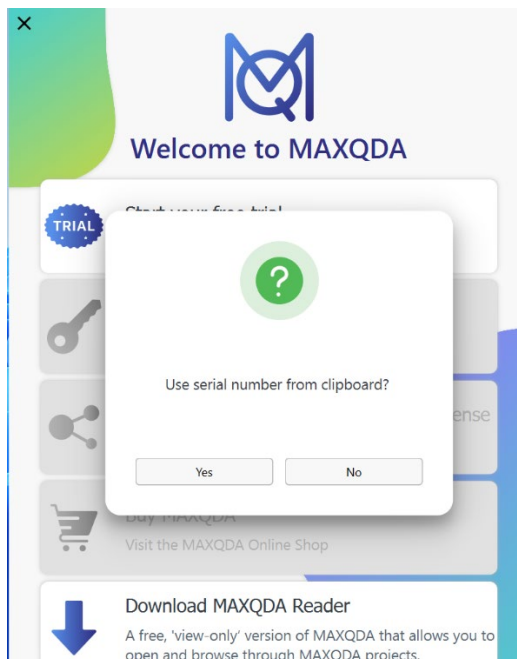 Welcome to MAXQDA
TRIAL
Start your free trial
Use serial number from clipboard?
ense
Yes
No
Buy MAXQDA
Visit the MAXQDA Online Shop
Download MAXQDA Reader
A free, 'view-only' version of MAXQDA that allows you to
open and browse through MAXQDA projects.